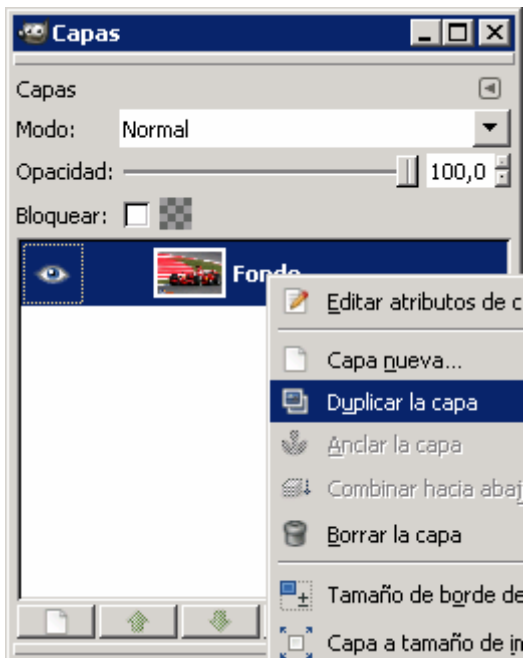 Capas
Capas
Modo: Normal
Opacidad: 100,0
Bloquear:
Fondo
Editar atributos de c
Capa nueva...
Duplicar la capa
Anclar la capa
Combinar hacia abaj
Borrar la capa
Tamaño de borde de
Capa a tamaño de im